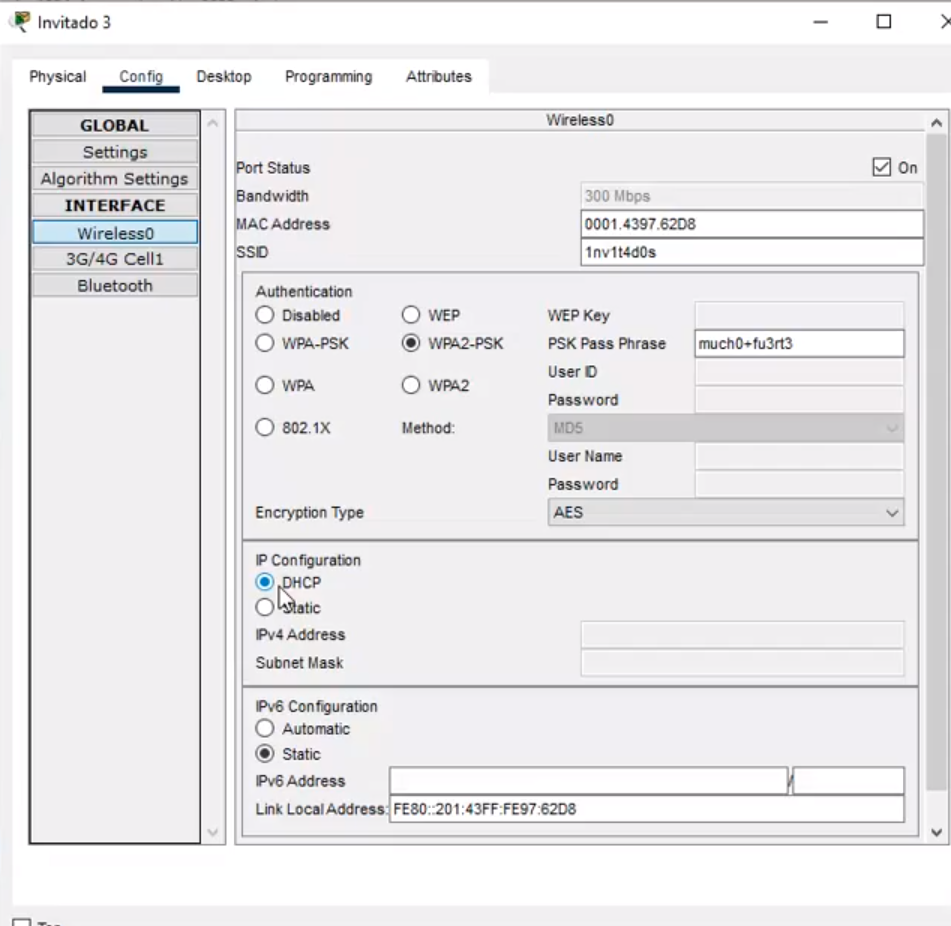 Invitado 3
Physical Config Desktop Programming Attributes
GLOBAL
Settings
Algorithm Settings
INTERFACE
Wireless0
3G/4G Cell1
Bluetooth
Wireless0
Port Status On
Bandwidth 300 Mbps
MAC Address 0001.4397.62D8
SSID 1nv1t4d0s
Authentication
Disabled WEP WEP Key
WPA-PSK WPA2-PSK PSK Pass Phrase much0+fu3rt3
User ID
WPA WPA2
Password
802.1X Method: MD5
User Name
Password
Encryption Type AES
IP Configuration
DHCP
Static
IPv4 Address
Subnet Mask
IPv6 Configuration
Automatic
Static
IPv6 Address /
Link Local Address: FE80::201:43FF:FE97:62D8